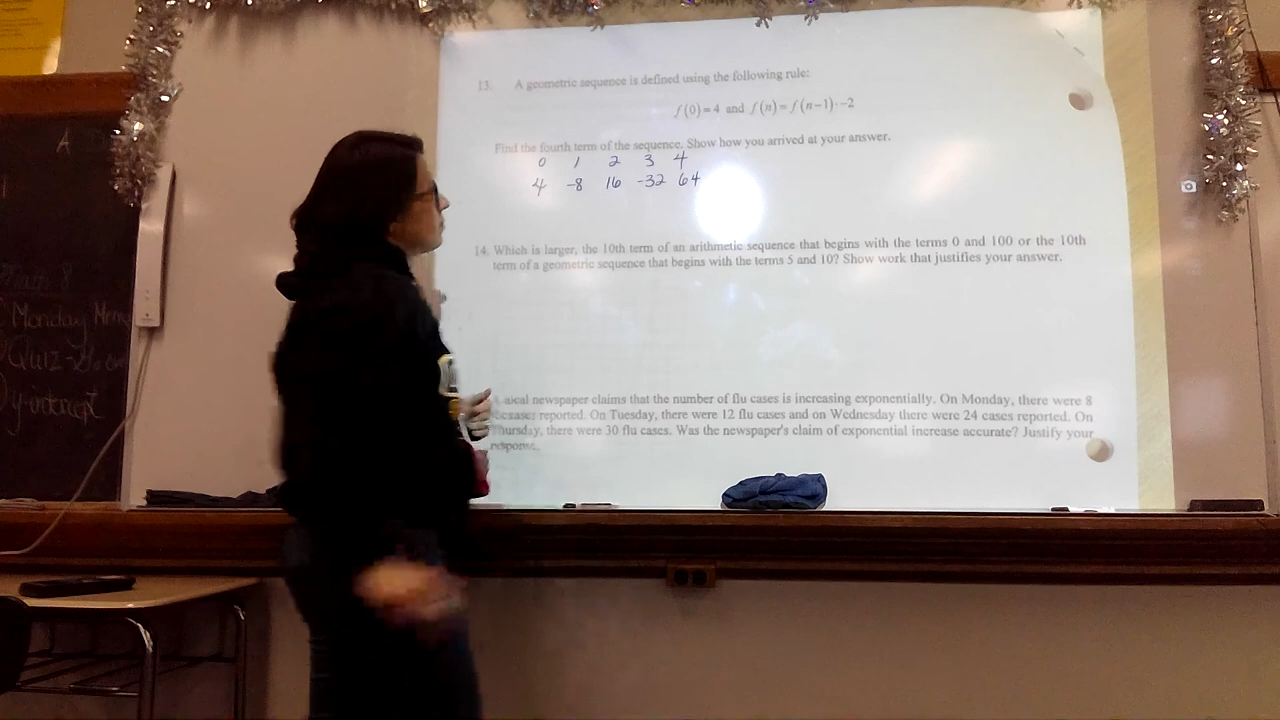 13. A geometric sequence is defined using the following rule:
f(0)=4 and f(n)=f(n−1)·−2
Find the fourth term of the sequence. Show how you arrived at your answer.
0 1 2 3 4
4 -8 16 -32 64
14. Which is larger, the 10th term of an arithmetic sequence that begins with the terms 0 and 100 or the 10th
term of a geometric sequence that begins with the terms 5 and 10? Show work that justifies your answer.
local newspaper claims that the number of flu cases is increasing exponentially. On Monday, there were 8
reported. On Tuesday, there were 12 flu cases and on Wednesday there were 24 cases reported. On
Thursday, there were 30 flu cases. Was the newspaper's claim of exponential increase accurate? Justify your
response.
A
Monday
Quiz
y-intercept